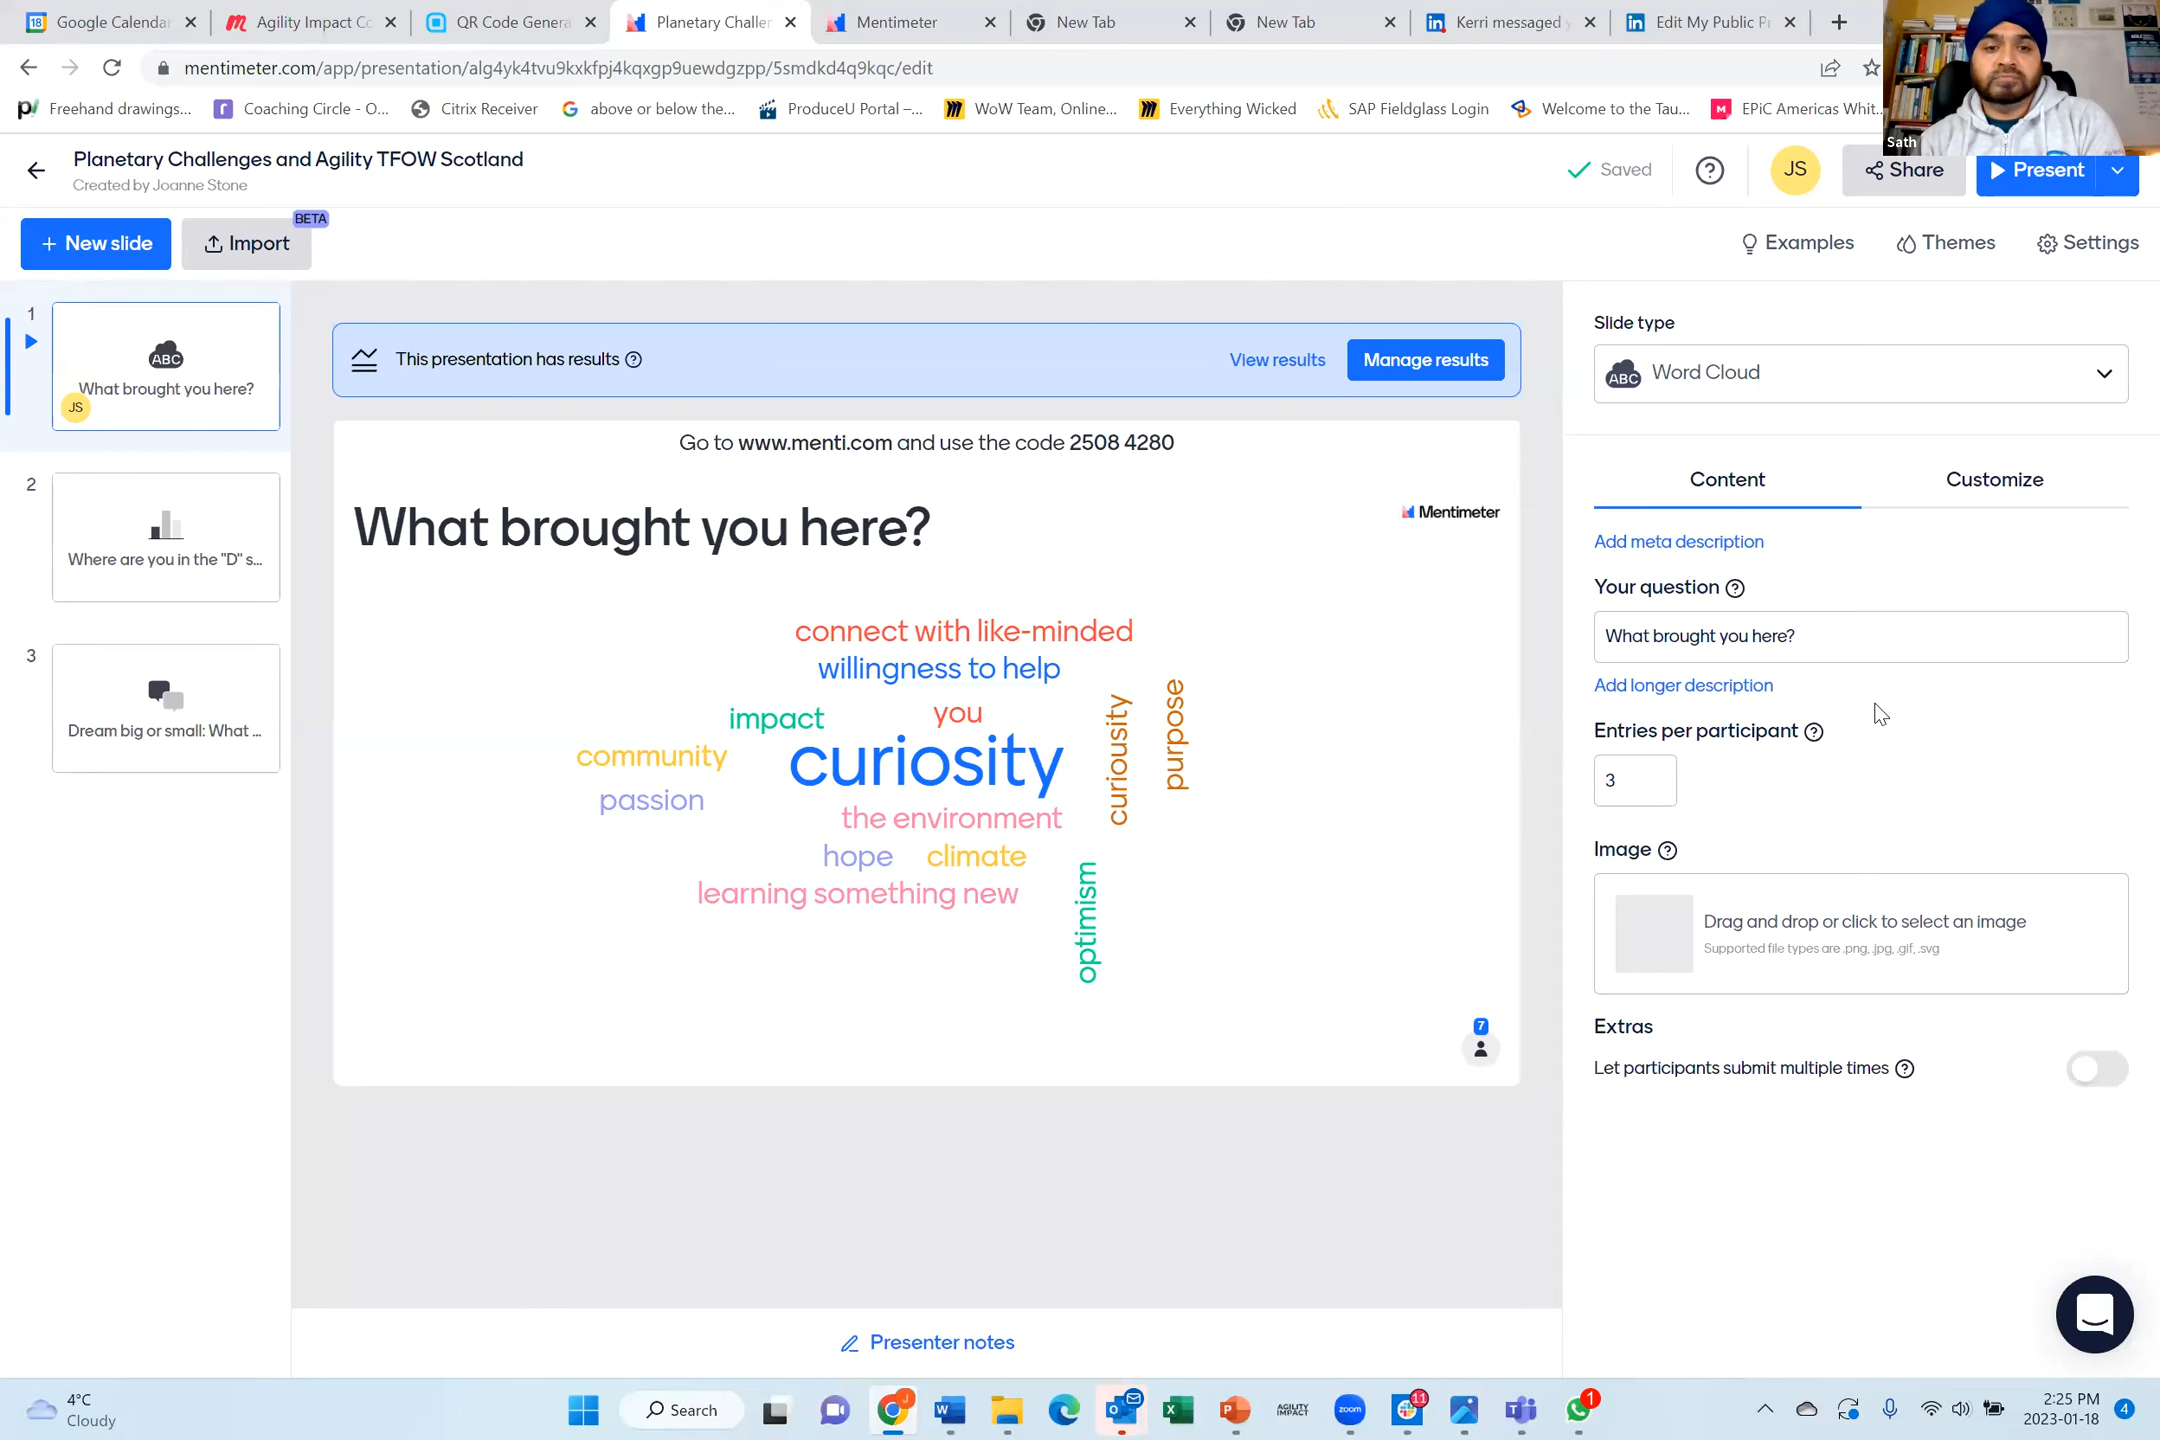 18 Google Calendar
Agility Impact Co
QR Code Genera
Planetary Challen
Mentimeter
New Tab
New Tab
Kerri messaged y
Edit My Public Pr
mentimeter.com/app/presentation/alg4yk4tvu9kxkfpj4kqxgp9uewdgzpp/5smdkd4q9kqc/edit
Freehand drawings...
Coaching Circle - O...
Citrix Receiver
above or below the...
ProduceU Portal –...
WoW Team, Online...
Everything Wicked
SAP Fieldglass Login
Welcome to the Tau...
EPiC Americas Whit...
Sath
Planetary Challenges and Agility TFOW Scotland
Created by Joanne Stone
Saved
JS
Share
Present
+ New slide
Import
BETA
Examples
Themes
Settings
1
ABC
What brought you here?
JS
2
Where are you in the "D" s...
3
Dream big or small: What ...
This presentation has results
View results
Manage results
Go to www.menti.com and use the code 2508 4280
What brought you here?
Mentimeter
connect with like-minded
willingness to help
impact
you
curiousity
purpose
community
curiosity
passion
the environment
hope
climate
learning something new
optimism
7
Presenter notes
Slide type
ABC Word Cloud
Content
Customize
Add meta description
Your question
What brought you here?
Add longer description
Entries per participant
3
Image
Drag and drop or click to select an image
Supported file types are .png, .jpg, .gif, .svg
Extras
Let participants submit multiple times
4°C
Cloudy
Search
AGILITY
IMPACT
zoom
11
1
2:25 PM
2023-01-18
4